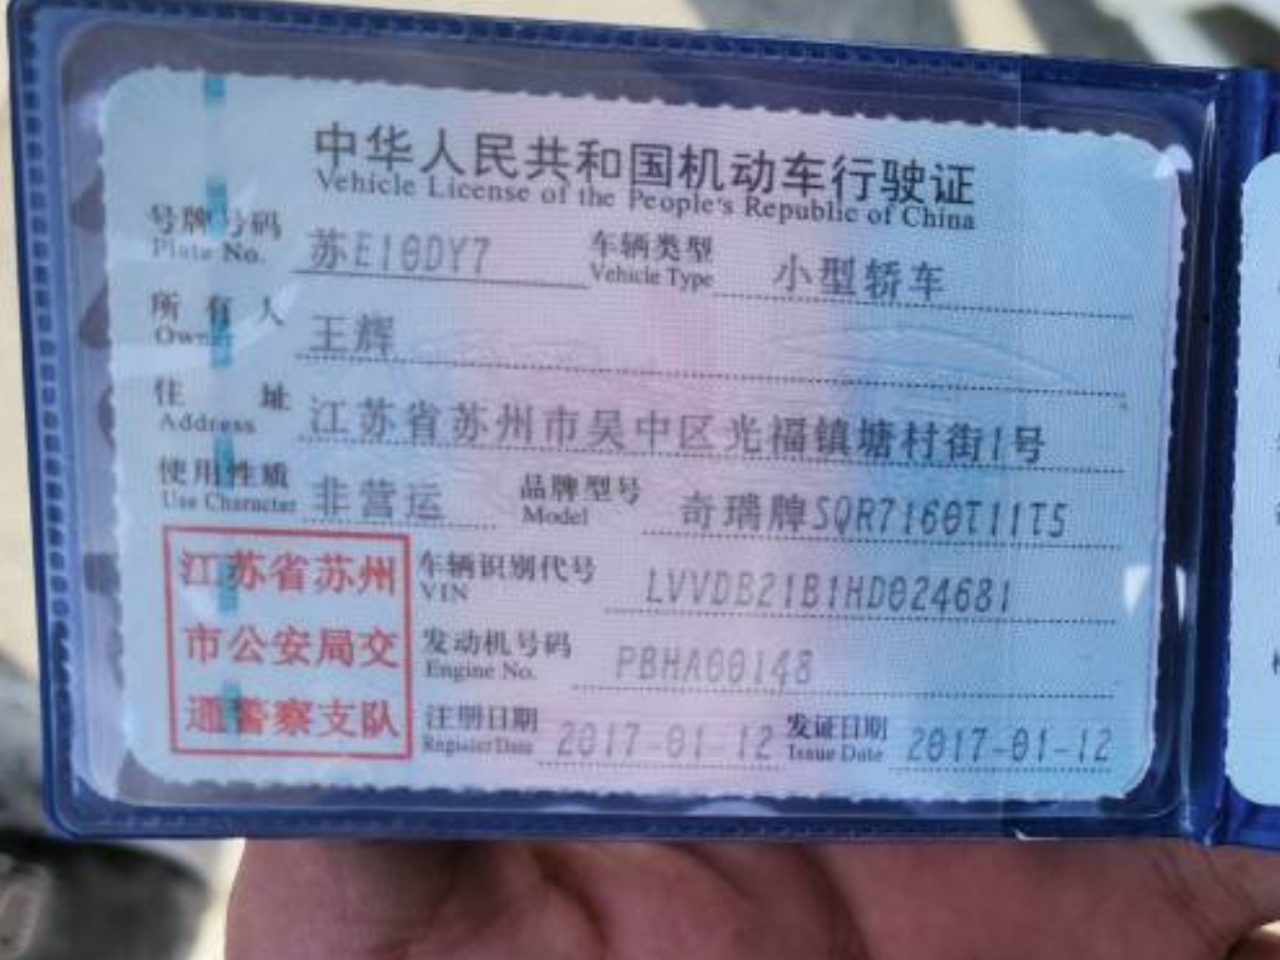 中华人民共和国机动车行驶证
Vehicle License of the People's Republic of China
号牌号码 苏E10DY7 车辆类型 小型轿车
Plate No. Vehicle Type
所有人 王辉
Owner
住址 江苏省苏州市吴中区光福镇塘村街1号
Address
使用性质 非营运 品牌型号 奇瑞牌SQR7160T11T5
Use Character Model
江苏省苏州
市公安局交
通警察支队
车辆识别代号 LVVDB21B1HD024681
VIN
发动机号码 PBHA00148
Engine No.
注册日期 2017-01-12 发证日期 2017-01-12
Register Date Issue Date